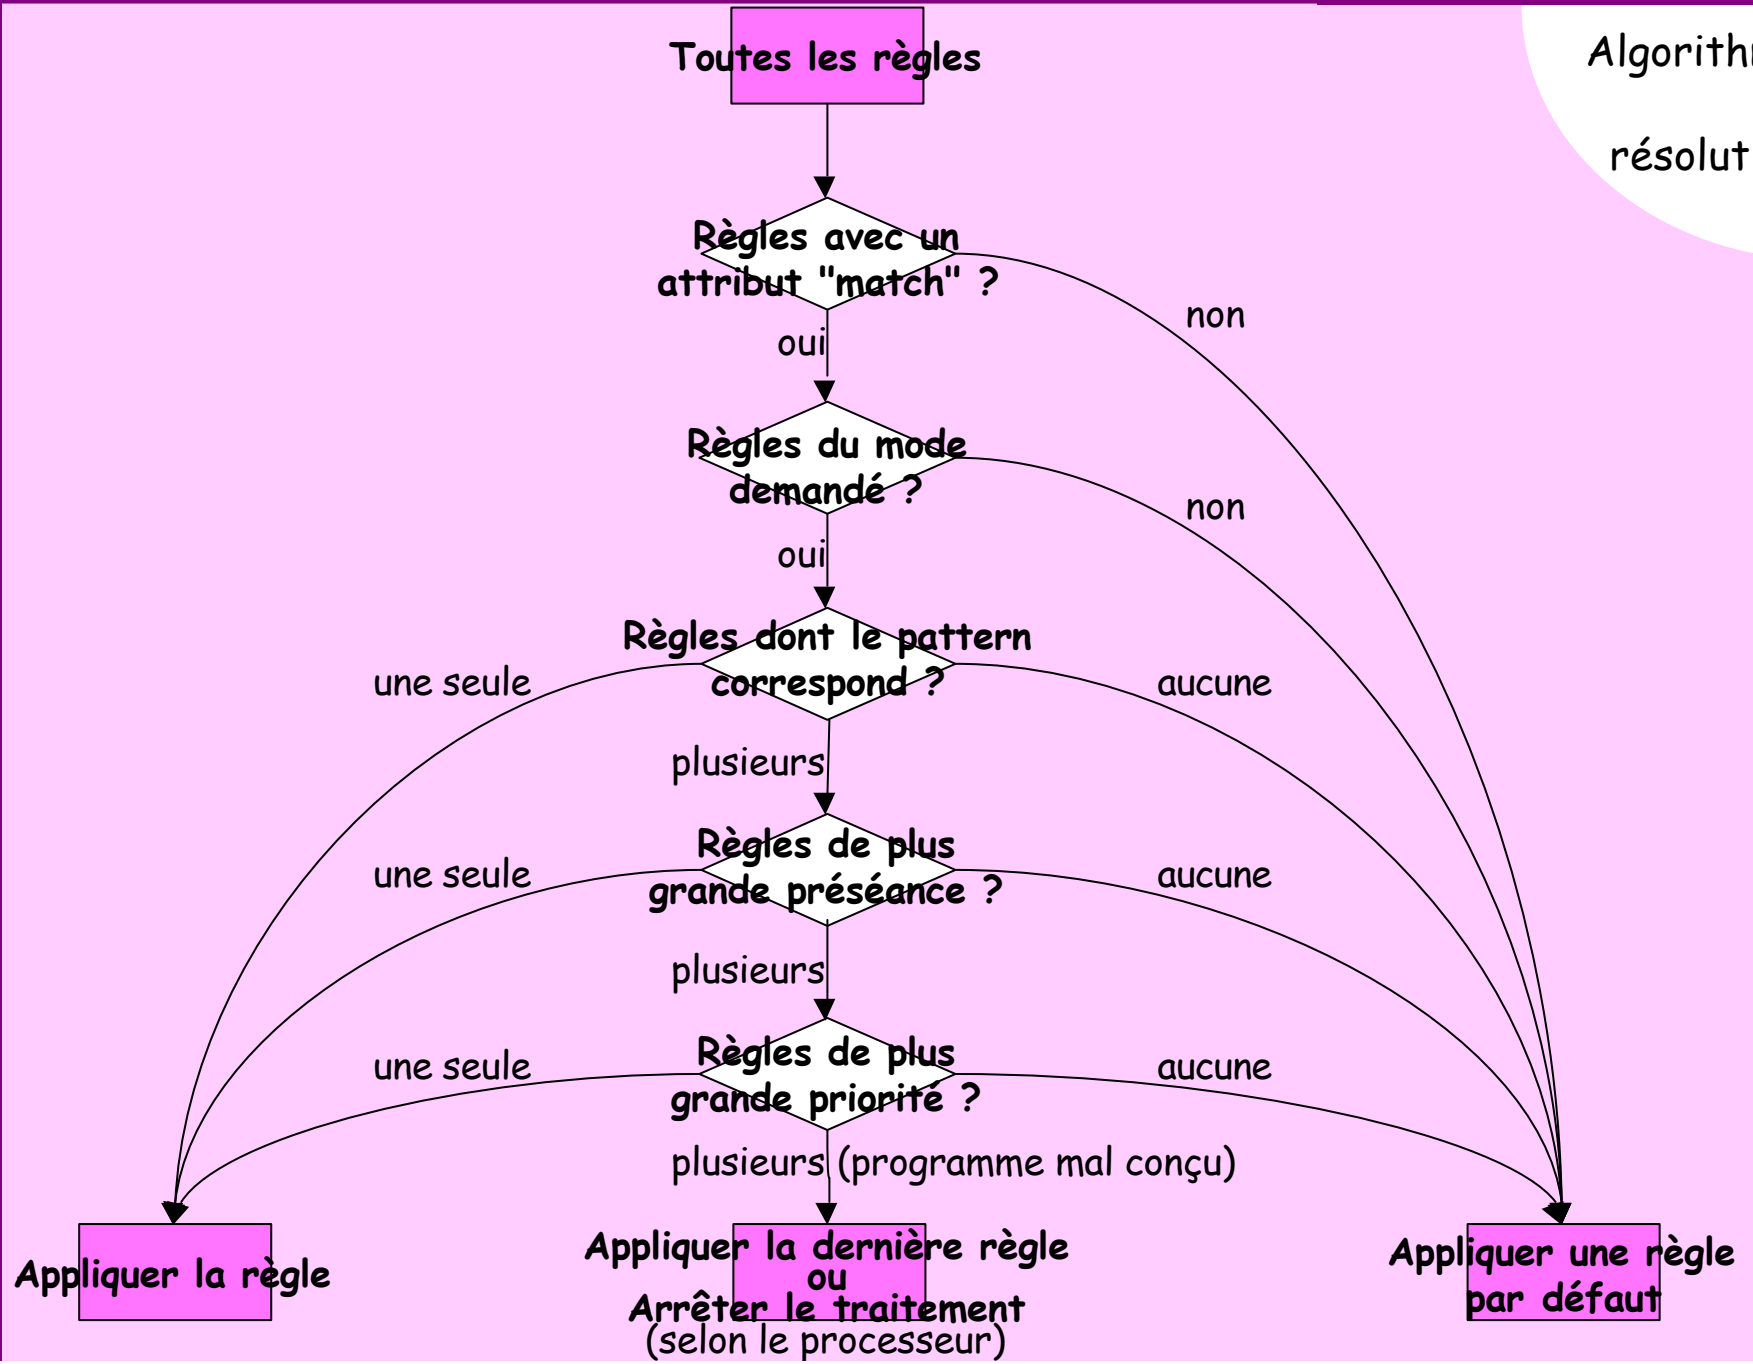 Toutes les règles
résolut
Règles avec un
attribut "match" ?
non
oui
Règles du mode
demandé ?
non
oui
Règles dont le pattern
correspond ?
une seule
aucune
plusieurs
Règles de plus
grande préséance ?
une seule
aucune
plusieurs
Règles de plus
grande priorité ?
une seule
aucune
plusieurs (programme mal conçu)
Appliquer la règle
Appliquer la dernière règle
ou
Arrêter le traitement
(selon le processeur)
Appliquer une règle
par défaut